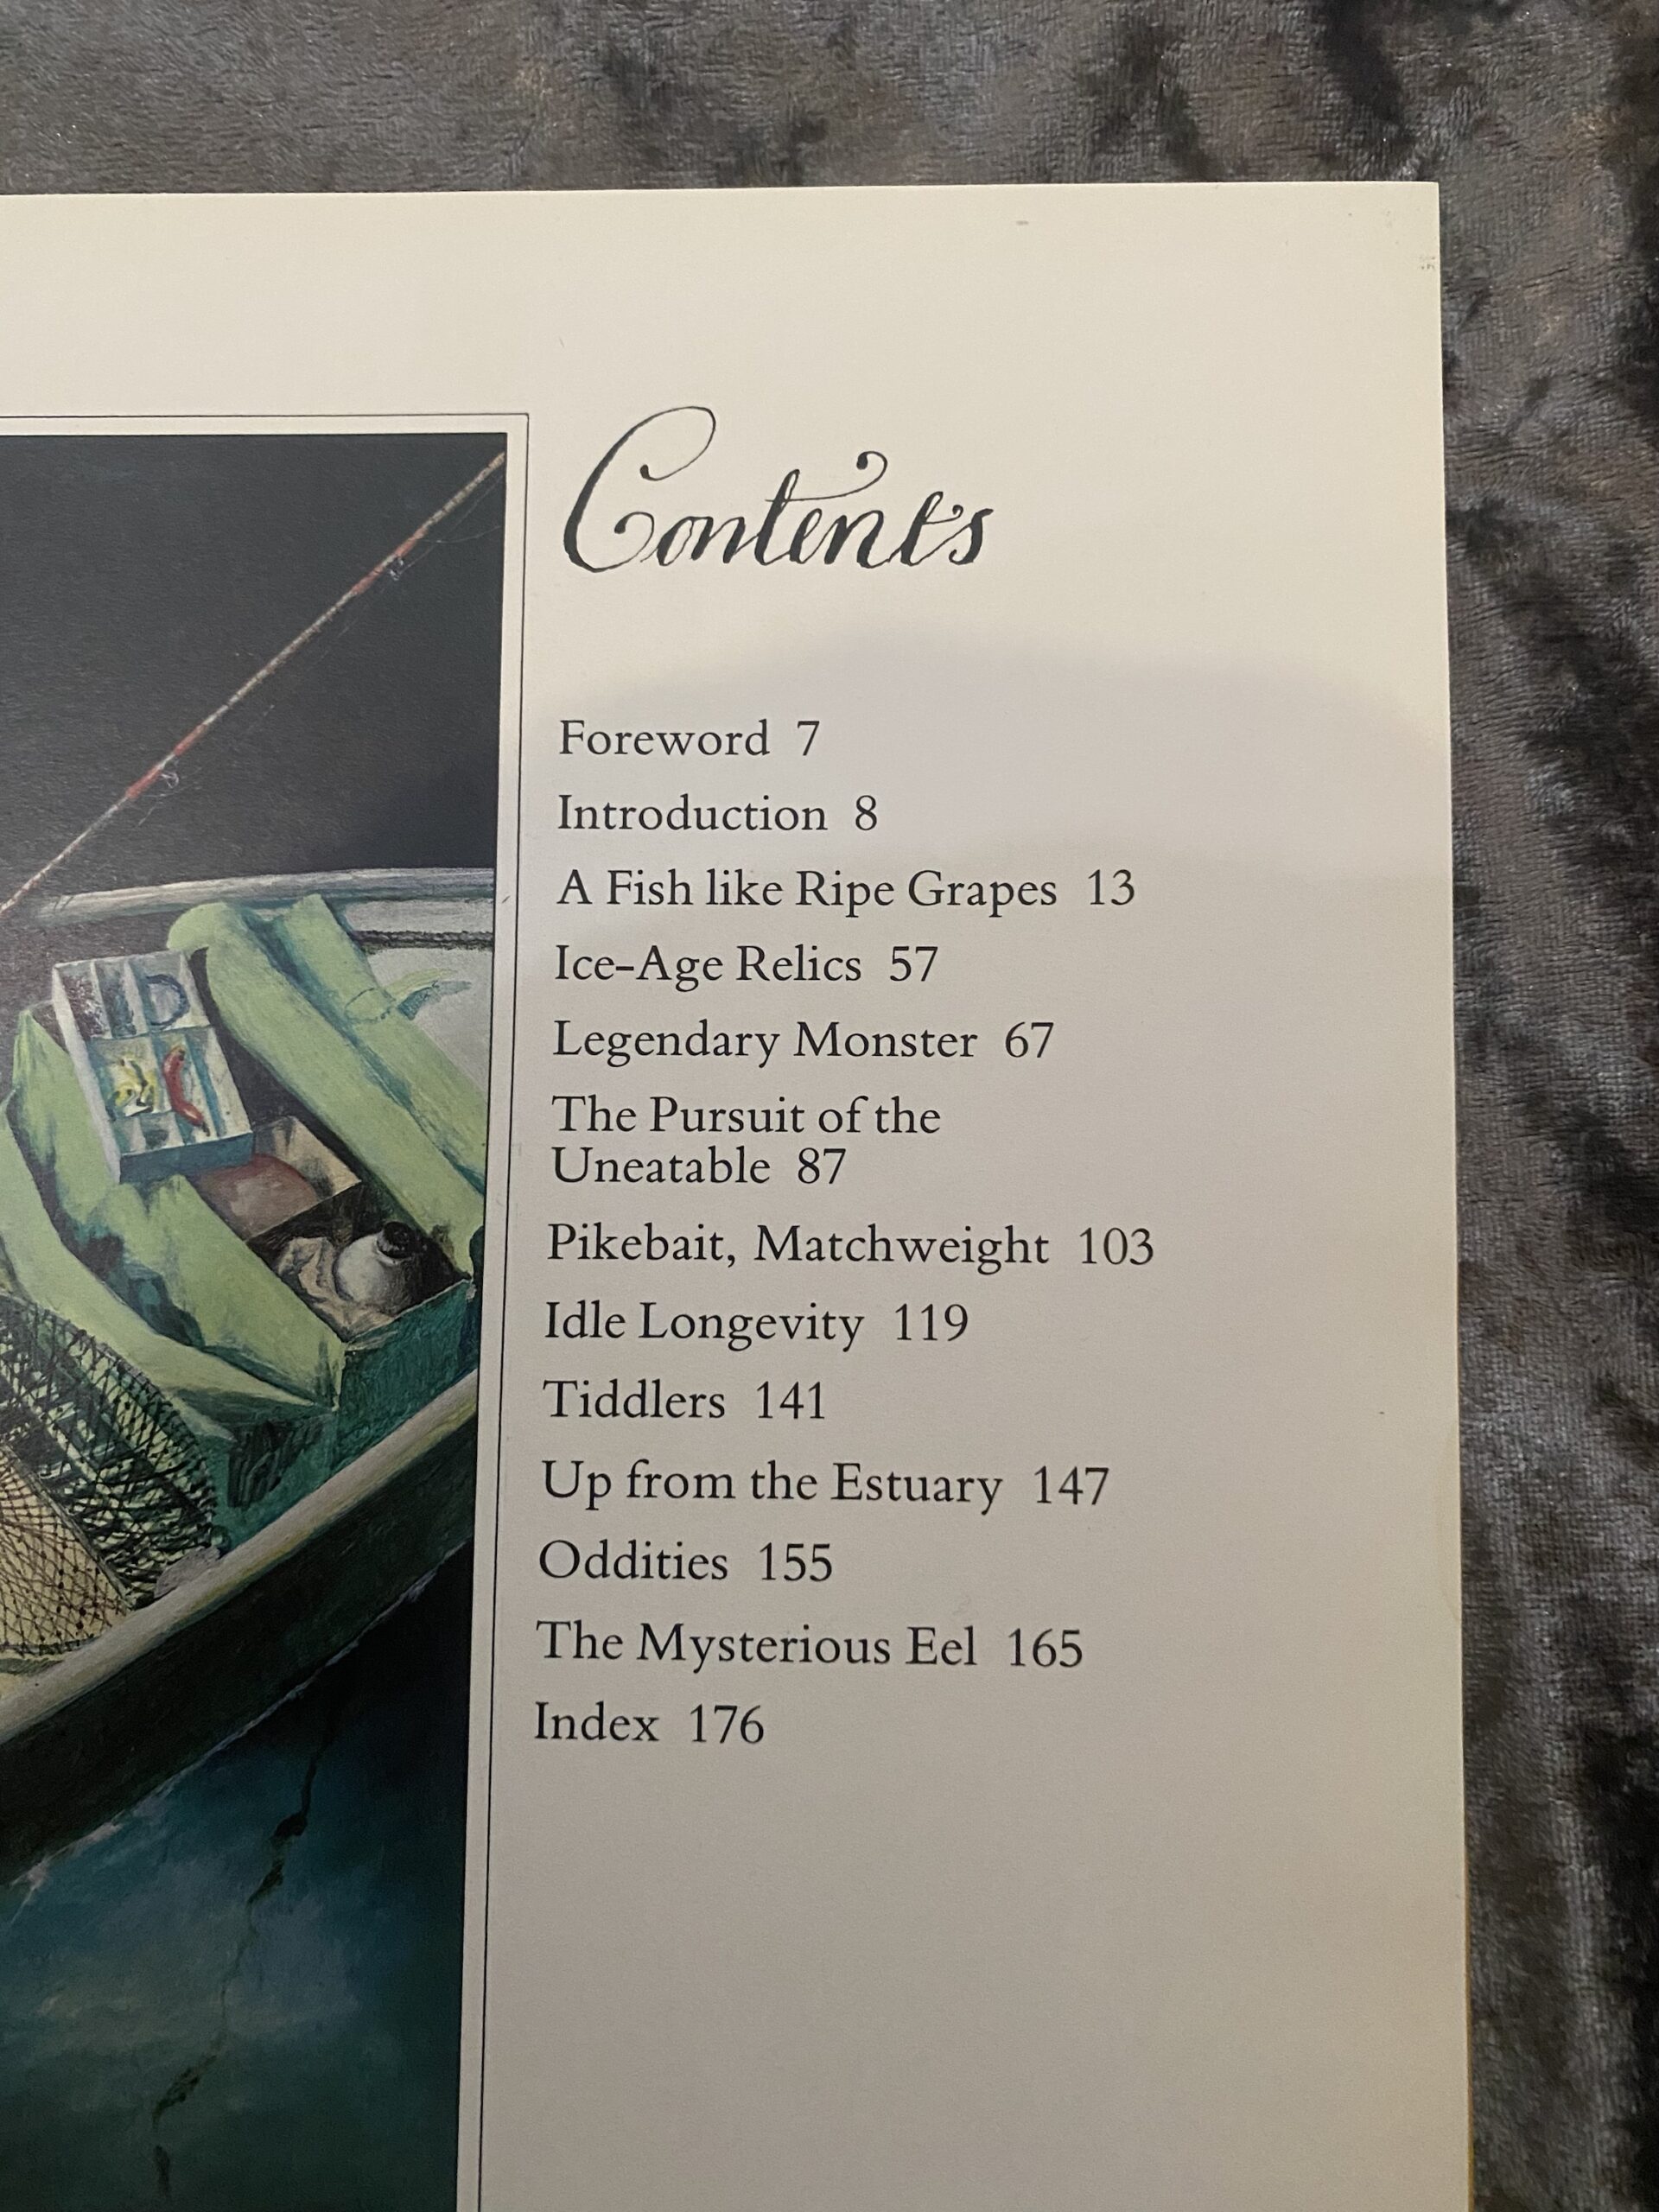 Contents
Foreword 7
Introduction 8
A Fish like Ripe Grapes 13
Ice-Age Relics 57
Legendary Monster 67
The Pursuit of the
Uneatable 87
Pikebait, Matchweight 103
Idle Longevity 119
Tiddlers 141
Up from the Estuary 147
Oddities 155
The Mysterious Eel 165
Index 176